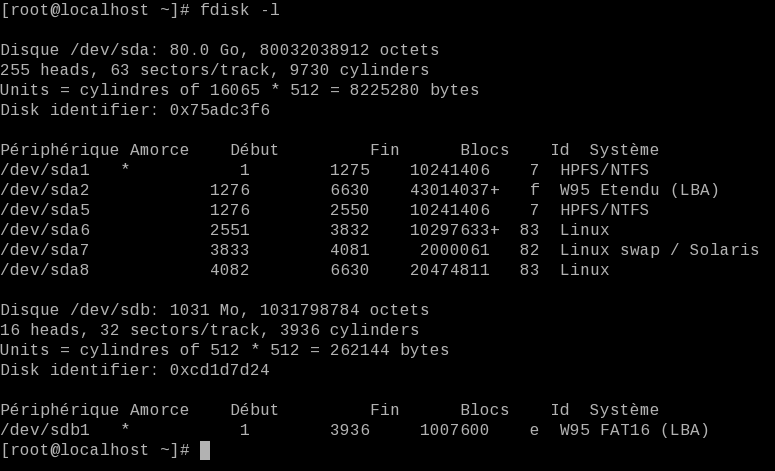 [root@localhost ~]# fdisk -l
Disque /dev/sda: 80.0 Go, 80032038912 octets
255 heads, 63 sectors/track, 9730 cylinders
Units = cylindres of 16065 * 512 = 8225280 bytes
Disk identifier: 0x75adc3f6
Périphérique Amorce    Début         Fin      Blocs    Id  Système
/dev/sda1   *           1        1275    10241406    7  HPFS/NTFS
/dev/sda2            1276        6630    43014037+   f  W95 Etendu (LBA)
/dev/sda5            1276        2550    10241406    7  HPFS/NTFS
/dev/sda6            2551        3832    10297633+  83  Linux
/dev/sda7            3833        4081     2000061   82  Linux swap / Solaris
/dev/sda8            4082        6630    20474811   83  Linux
Disque /dev/sdb: 1031 Mo, 1031798784 octets
16 heads, 32 sectors/track, 3936 cylinders
Units = cylindres of 512 * 512 = 262144 bytes
Disk identifier: 0xcd1d7d24
Périphérique Amorce    Début         Fin      Blocs    Id  Système
/dev/sdb1   *           1        3936     1007600    e  W95 FAT16 (LBA)
[root@localhost ~]#